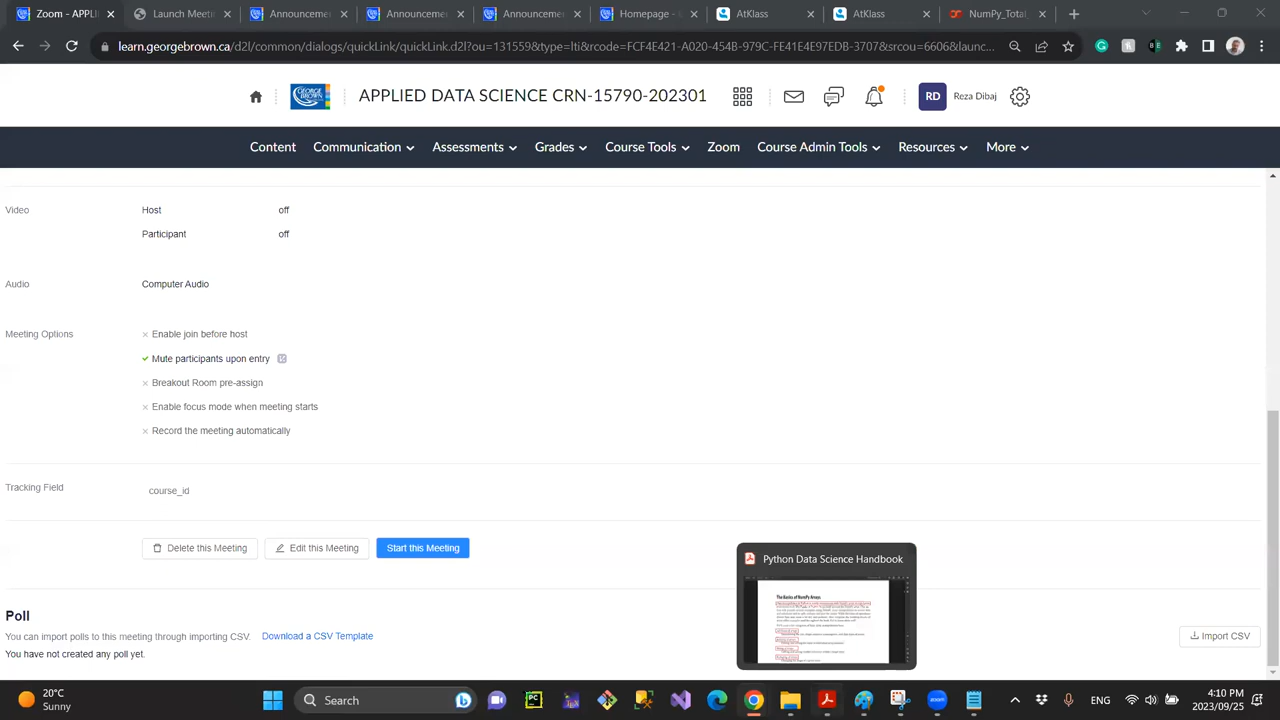 Zoom - APPLI
Launch Meeti
Announceme
Announceme
Announceme
Homepage -
AtKlass
AtKlass
NumPy_Total
learn.georgebrown.ca/d2l/common/dialogs/quickLink/quickLink.d2l?ou=131559&type=lti&rcode=FCF4E421-A020-454B-979C-FE41E4E97EDB-3707&srcou=6606&launc...
GEORGE BROWN
APPLIED DATA SCIENCE CRN-15790-202301
RD
Reza Dibaj
Content
Communication
Assessments
Grades
Course Tools
Zoom
Course Admin Tools
Resources
More
Video
Host
off
Participant
off
Audio
Computer Audio
Meeting Options
Enable join before host
Mute participants upon entry
Breakout Room pre-assign
Enable focus mode when meeting starts
Record the meeting automatically
Tracking Field
course_id
Delete this Meeting
Edit this Meeting
Start this Meeting
Python Data Science Handbook
The Basics of NumPy Arrays
Poll
You can import through importing CSV.
Download a CSV Template
Import CSV
You have not created
20°C
Sunny
Search
ENG
4:10 PM
2023/09/25